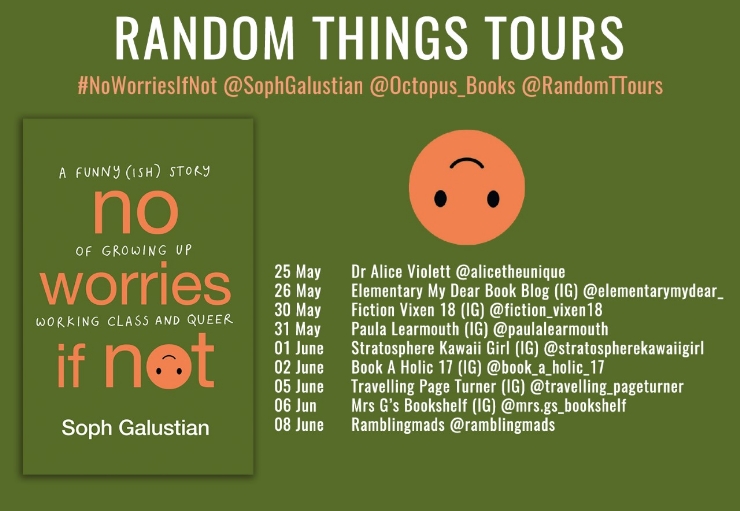 RANDOM THINGS TOURS
#NoWorriesIfNot @SophGalustian @Octopus_Books @RandomTTours
A FUNNY (ISH) STORY
no
OF GROWING UP
worries
WORKING CLASS AND QUEER
if not
Soph Galustian
25 May Dr Alice Violett @alicetheunique
26 May Elementary My Dear Book Blog (IG) @elementarymydear_
30 May Fiction Vixen 18 (IG) @fiction_vixen18
31 May Paula Learmouth (IG) @paulalearmouth
01 June Stratosphere Kawaii Girl (IG) @stratospherekawaiigirl
02 June Book A Holic 17 (IG) @book_a_holic_17
05 June Travelling Page Turner (IG) @travelling_pageturner
06 Jun Mrs G's Bookshelf (IG) @mrs.gs_bookshelf
08 June Ramblingmads @ramblingmads